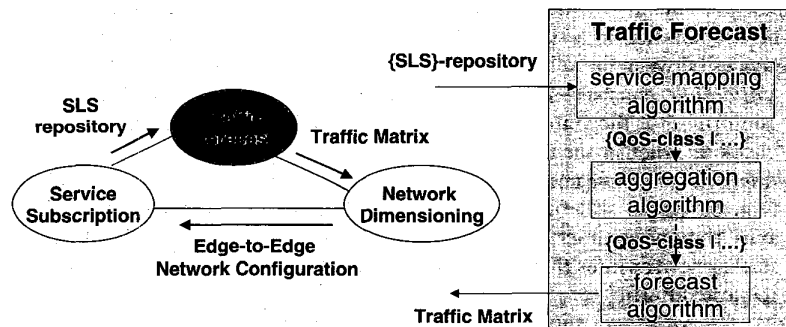 SLS
repository
Traffic Matrix
Service
Subscription
Network
Dimensioning
Edge-to-Edge
Network Configuration
Traffic Forecast
{SLS}-repository
service mapping
algorithm
{QoS-class | ...}
aggregation
algorithm
{QoS-class | ...}
forecast
algorithm
Traffic Matrix